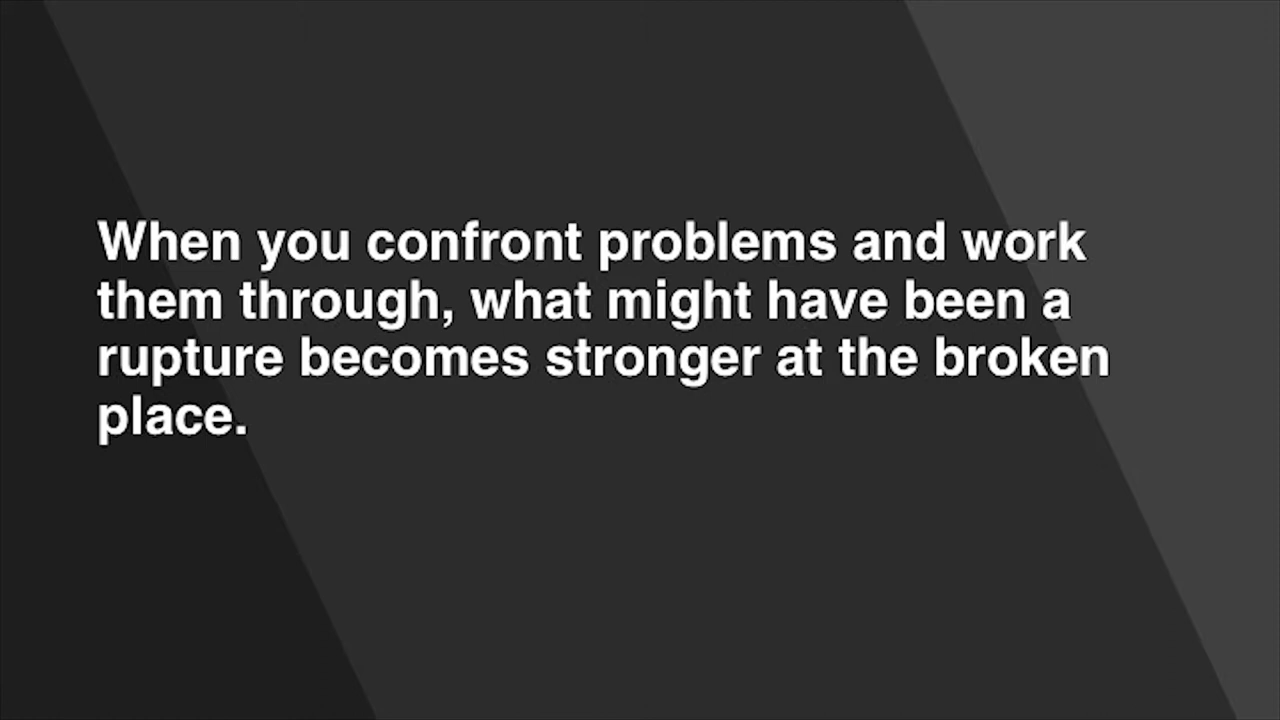 When you confront problems and work
them through, what might have been a
rupture becomes stronger at the broken
place.